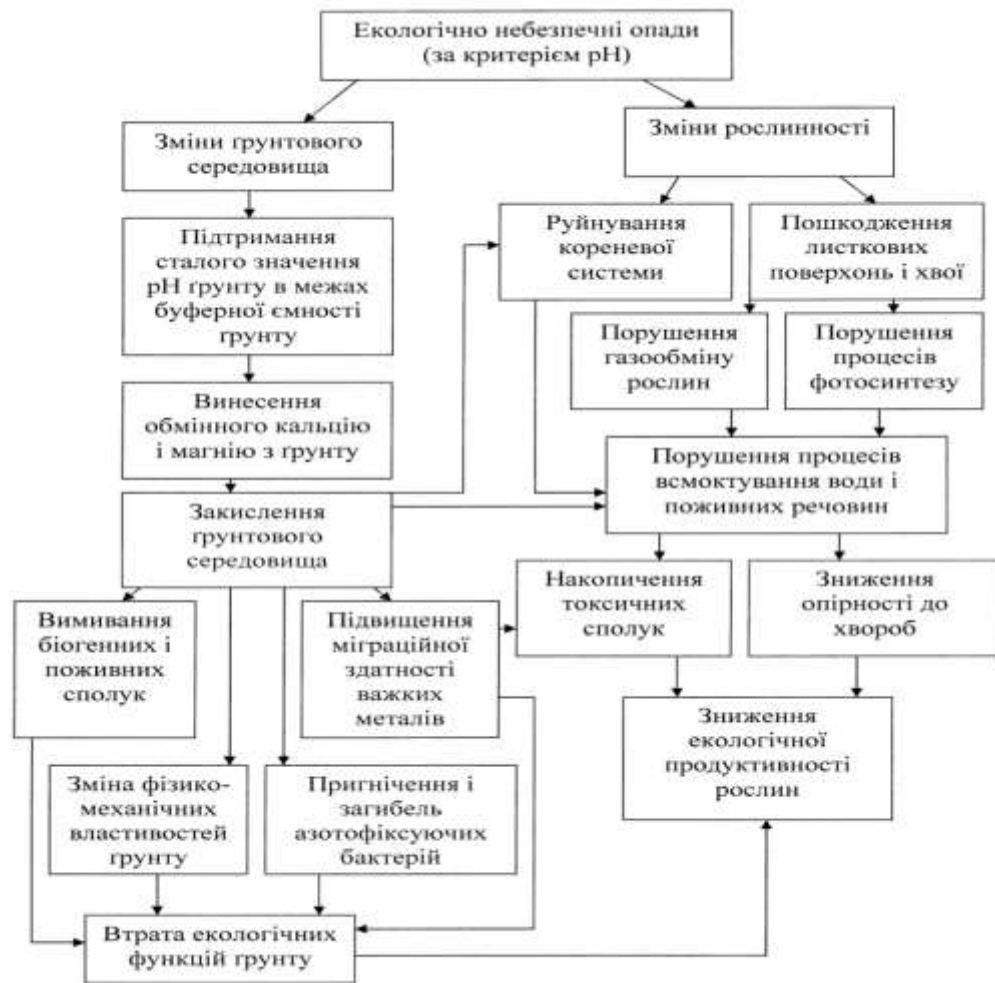 Екологічно небезпечні опади
(за критерієм рН)
Зміни ґрунтового
середовища
Зміни рослинності
Підтримання
сталого значення
рН ґрунту в межах
буферної ємності
ґрунту
Руйнування
кореневої
системи
Пошкодження
листкових
поверхонь і хвої
Порушення
газообміну
рослин
Порушення
процесів
фотосинтезу
Винесення
обмінного кальцію
і магнію з ґрунту
Порушення процесів
всмоктування води і
поживних речовин
Закислення
ґрунтового
середовища
Накопичення
токсичних
сполук
Зниження
опірності до
хвороб
Вимивання
біогенних і
поживних
сполук
Підвищення
міграційної
здатності
важких
металів
Зниження
екологічної
продуктивності
рослин
Зміна фізико-
механічних
властивостей
ґрунту
Пригнічення і
загибель
азотофіксуючих
бактерій
Втрата екологічних
функцій ґрунту